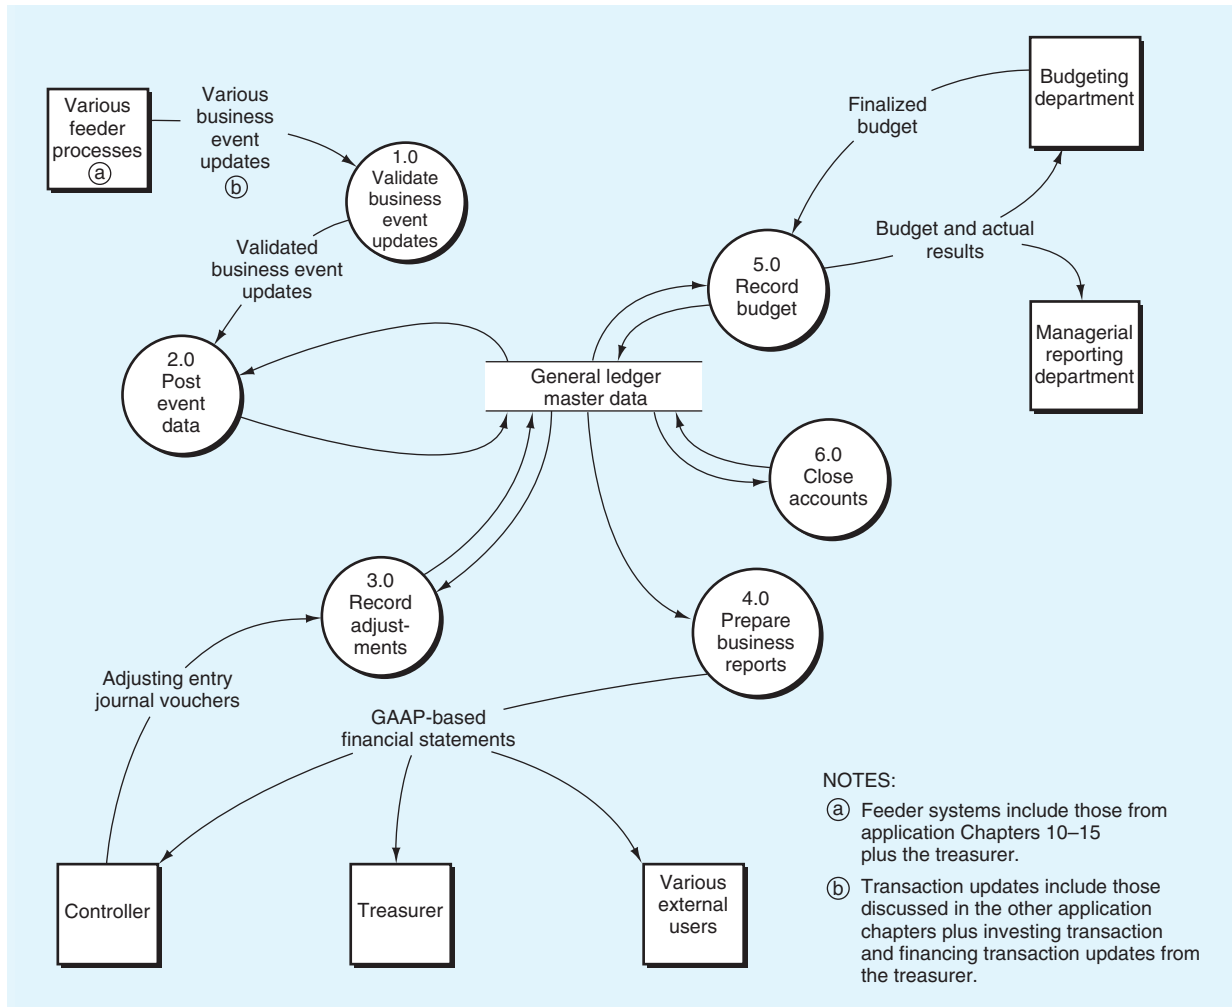 Various
feeder
processes
ⓐ
Various
business
event
updates
ⓑ
1.0
Validate
business
event
updates
Validated
business event
updates
2.0
Post
event
data
General ledger
master data
Finalized
budget
Budgeting
department
5.0
Record
budget
Budget and actual
results
Managerial
reporting
department
6.0
Close
accounts
3.0
Record
adjust-
ments
4.0
Prepare
business
reports
Adjusting entry
journal vouchers
GAAP-based
financial statements
Controller
Treasurer
Various
external
users
NOTES:
ⓐ Feeder systems include those from
application Chapters 10–15
plus the treasurer.
ⓑ Transaction updates include those
discussed in the other application
chapters plus investing transaction
and financing transaction updates from
the treasurer.